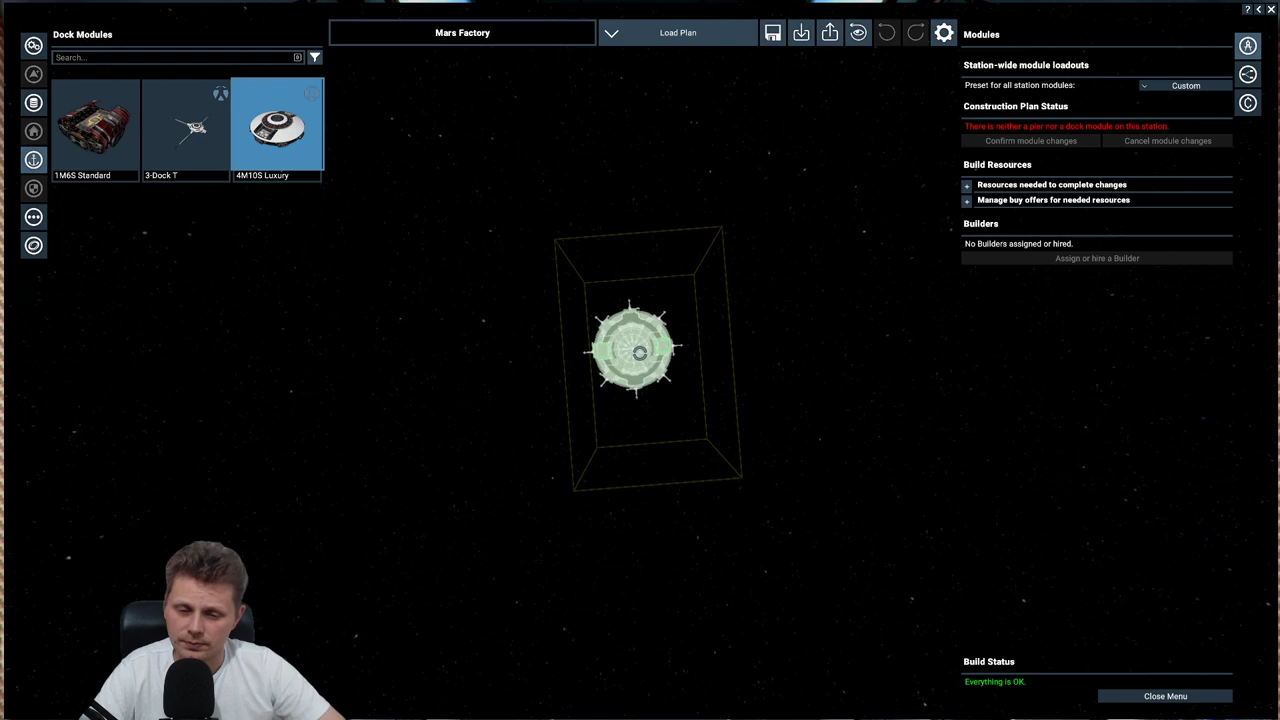 Dock Modules
Search...
1M6S Standard
3-Dock T
4M10S Luxury
Mars Factory
Load Plan
?
Modules
Station-wide module loadouts
Preset for all station modules:
Custom
Construction Plan Status
There is neither a pier nor a dock module on this station.
Confirm module changes
Cancel module changes
Build Resources
+ Resources needed to complete changes
+ Manage buy offers for needed resources
Builders
No Builders assigned or hired.
Assign or hire a Builder
Build Status
Everything is OK.
Close Menu